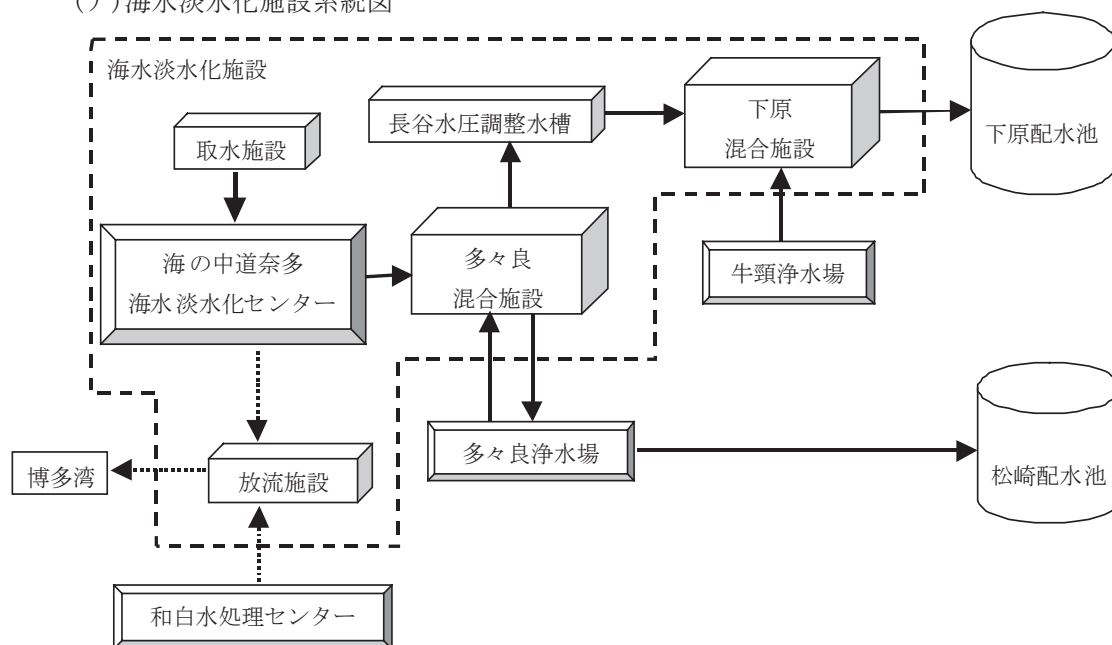 海水淡水化施設系統図
海水淡水化施設
取水施設
長谷水圧調整水槽
下原
混合施設
下原配水池
海の中道奈多
海水淡水化センター
多々良
混合施設
牛頸浄水場
多々良浄水場
松崎配水池
博多湾
放流施設
和白水処理センター